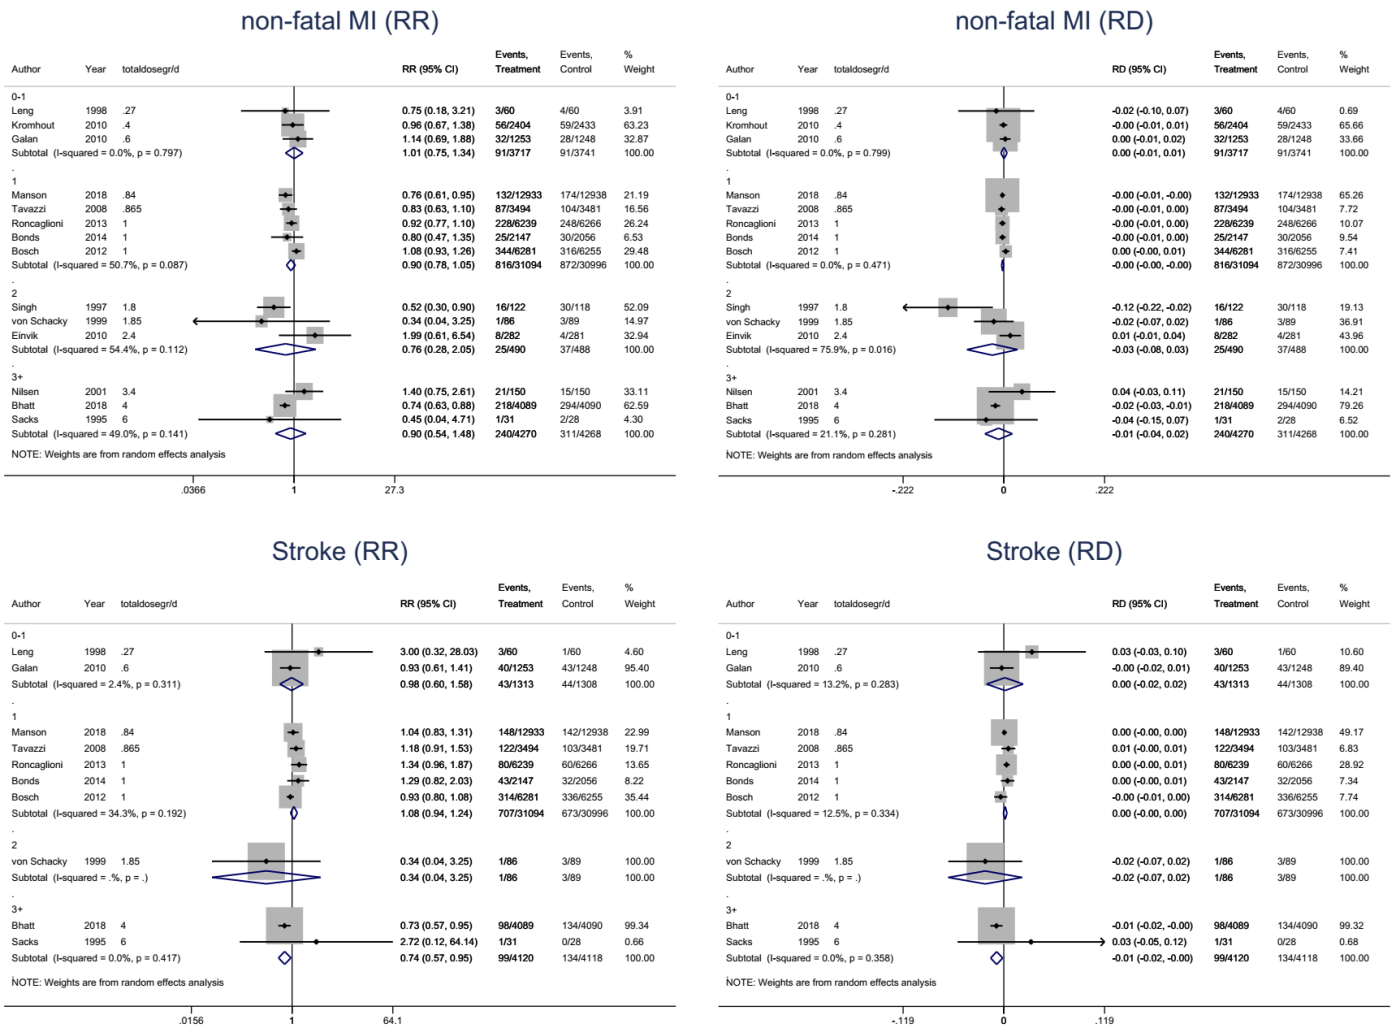 non-fatal MI (RR)
Events, Events, %
Author Year totaldosegr/d RR (95% CI) Treatment Control Weight
0-1
Leng 1998 .27 0.75 (0.18, 3.21) 3/60 4/60 3.91
Kromhout 2010 .4 0.96 (0.67, 1.38) 56/2404 59/2433 63.23
Galan 2010 .6 1.14 (0.69, 1.88) 32/1253 28/1248 32.87
Subtotal (I-squared = 0.0%, p = 0.797) 1.01 (0.75, 1.34) 91/3717 91/3741 100.00
.
1
Manson 2018 .84 0.76 (0.61, 0.95) 132/12933 174/12938 21.19
Tavazzi 2008 .865 0.83 (0.63, 1.10) 87/3494 104/3481 16.56
Roncaglioni 2013 1 0.92 (0.77, 1.10) 228/6239 248/6266 26.24
Bonds 2014 1 0.80 (0.47, 1.35) 25/2147 30/2056 6.53
Bosch 2012 1 1.08 (0.93, 1.26) 344/6281 316/6255 29.48
Subtotal (I-squared = 50.7%, p = 0.087) 0.90 (0.78, 1.05) 816/31094 872/30996 100.00
.
2
Singh 1997 1.8 0.52 (0.30, 0.90) 16/122 30/118 52.09
von Schacky 1999 1.85 0.34 (0.04, 3.25) 1/86 3/89 14.97
Einvik 2010 2.4 1.99 (0.61, 6.54) 8/282 4/281 32.94
Subtotal (I-squared = 54.4%, p = 0.112) 0.76 (0.28, 2.05) 25/490 37/488 100.00
.
3+
Nilsen 2001 3.4 1.40 (0.75, 2.61) 21/150 15/150 33.11
Bhatt 2018 4 0.74 (0.63, 0.88) 218/4089 294/4090 62.59
Sacks 1995 6 0.45 (0.04, 4.71) 1/31 2/28 4.30
Subtotal (I-squared = 49.0%, p = 0.141) 0.90 (0.54, 1.48) 240/4270 311/4268 100.00
NOTE: Weights are from random effects analysis
.0366 1 27.3
non-fatal MI (RD)
Events, Events, %
Author Year totaldosegr/d RD (95% CI) Treatment Control Weight
0-1
Leng 1998 .27 -0.02 (-0.10, 0.07) 3/60 4/60 0.69
Kromhout 2010 .4 -0.00 (-0.01, 0.01) 56/2404 59/2433 65.66
Galan 2010 .6 0.00 (-0.01, 0.02) 32/1253 28/1248 33.66
Subtotal (I-squared = 0.0%, p = 0.799) 0.00 (-0.01, 0.01) 91/3717 91/3741 100.00
.
1
Manson 2018 .84 -0.00 (-0.01, -0.00) 132/12933 174/12938 65.26
Tavazzi 2008 .865 -0.00 (-0.01, 0.00) 87/3494 104/3481 7.72
Roncaglioni 2013 1 -0.00 (-0.01, 0.00) 228/6239 248/6266 10.07
Bonds 2014 1 -0.00 (-0.01, 0.00) 25/2147 30/2056 9.54
Bosch 2012 1 0.00 (-0.00, 0.01) 344/6281 316/6255 7.41
Subtotal (I-squared = 0.0%, p = 0.471) -0.00 (-0.00, -0.00) 816/31094 872/30996 100.00
.
2
Singh 1997 1.8 -0.12 (-0.22, -0.02) 16/122 30/118 19.13
von Schacky 1999 1.85 -0.02 (-0.07, 0.02) 1/86 3/89 36.91
Einvik 2010 2.4 0.01 (-0.01, 0.04) 8/282 4/281 43.96
Subtotal (I-squared = 75.9%, p = 0.016) -0.03 (-0.08, 0.03) 25/490 37/488 100.00
.
3+
Nilsen 2001 3.4 0.04 (-0.03, 0.11) 21/150 15/150 14.21
Bhatt 2018 4 -0.02 (-0.03, -0.01) 218/4089 294/4090 79.26
Sacks 1995 6 -0.04 (-0.15, 0.07) 1/31 2/28 6.52
Subtotal (I-squared = 21.1%, p = 0.281) -0.01 (-0.04, 0.02) 240/4270 311/4268 100.00
NOTE: Weights are from random effects analysis
-.222 0 .222
Stroke (RR)
Events, Events, %
Author Year totaldosegr/d RR (95% CI) Treatment Control Weight
0-1
Leng 1998 .27 3.00 (0.32, 28.03) 3/60 1/60 4.60
Galan 2010 .6 0.93 (0.61, 1.41) 40/1253 43/1248 95.40
Subtotal (I-squared = 2.4%, p = 0.311) 0.98 (0.60, 1.58) 43/1313 44/1308 100.00
.
1
Manson 2018 .84 1.04 (0.83, 1.31) 148/12933 142/12938 22.99
Tavazzi 2008 .865 1.18 (0.91, 1.53) 122/3494 103/3481 19.71
Roncaglioni 2013 1 1.34 (0.96, 1.87) 80/6239 60/6266 13.65
Bonds 2014 1 1.29 (0.82, 2.03) 43/2147 32/2056 8.22
Bosch 2012 1 0.93 (0.80, 1.08) 314/6281 336/6255 35.44
Subtotal (I-squared = 34.3%, p = 0.192) 1.08 (0.94, 1.24) 707/31094 673/30996 100.00
.
2
von Schacky 1999 1.85 0.34 (0.04, 3.25) 1/86 3/89 100.00
Subtotal (I-squared = .%, p = .) 0.34 (0.04, 3.25) 1/86 3/89 100.00
.
3+
Bhatt 2018 4 0.73 (0.57, 0.95) 98/4089 134/4090 99.34
Sacks 1995 6 2.72 (0.12, 64.14) 1/31 0/28 0.66
Subtotal (I-squared = 0.0%, p = 0.417) 0.74 (0.57, 0.95) 99/4120 134/4118 100.00
NOTE: Weights are from random effects analysis
.0156 1 64.1
Stroke (RD)
Events, Events, %
Author Year totaldosegr/d RD (95% CI) Treatment Control Weight
0-1
Leng 1998 .27 0.03 (-0.03, 0.10) 3/60 1/60 10.60
Galan 2010 .6 -0.00 (-0.02, 0.01) 40/1253 43/1248 89.40
Subtotal (I-squared = 13.2%, p = 0.283) 0.00 (-0.02, 0.02) 43/1313 44/1308 100.00
.
1
Manson 2018 .84 0.00 (-0.00, 0.00) 148/12933 142/12938 49.17
Tavazzi 2008 .865 0.01 (-0.00, 0.01) 122/3494 103/3481 6.83
Roncaglioni 2013 1 0.00 (-0.00, 0.01) 80/6239 60/6266 28.92
Bonds 2014 1 0.00 (-0.00, 0.01) 43/2147 32/2056 7.34
Bosch 2012 1 -0.00 (-0.01, 0.00) 314/6281 336/6255 7.74
Subtotal (I-squared = 12.5%, p = 0.334) 0.00 (-0.00, 0.00) 707/31094 673/30996 100.00
.
2
von Schacky 1999 1.85 -0.02 (-0.07, 0.02) 1/86 3/89 100.00
Subtotal (I-squared = .%, p = .) -0.02 (-0.07, 0.02) 1/86 3/89 100.00
.
3+
Bhatt 2018 4 -0.01 (-0.02, -0.00) 98/4089 134/4090 99.32
Sacks 1995 6 0.03 (-0.05, 0.12) 1/31 0/28 0.68
Subtotal (I-squared = 0.0%, p = 0.358) -0.01 (-0.02, -0.00) 99/4120 134/4118 100.00
NOTE: Weights are from random effects analysis
-.119 0 .119